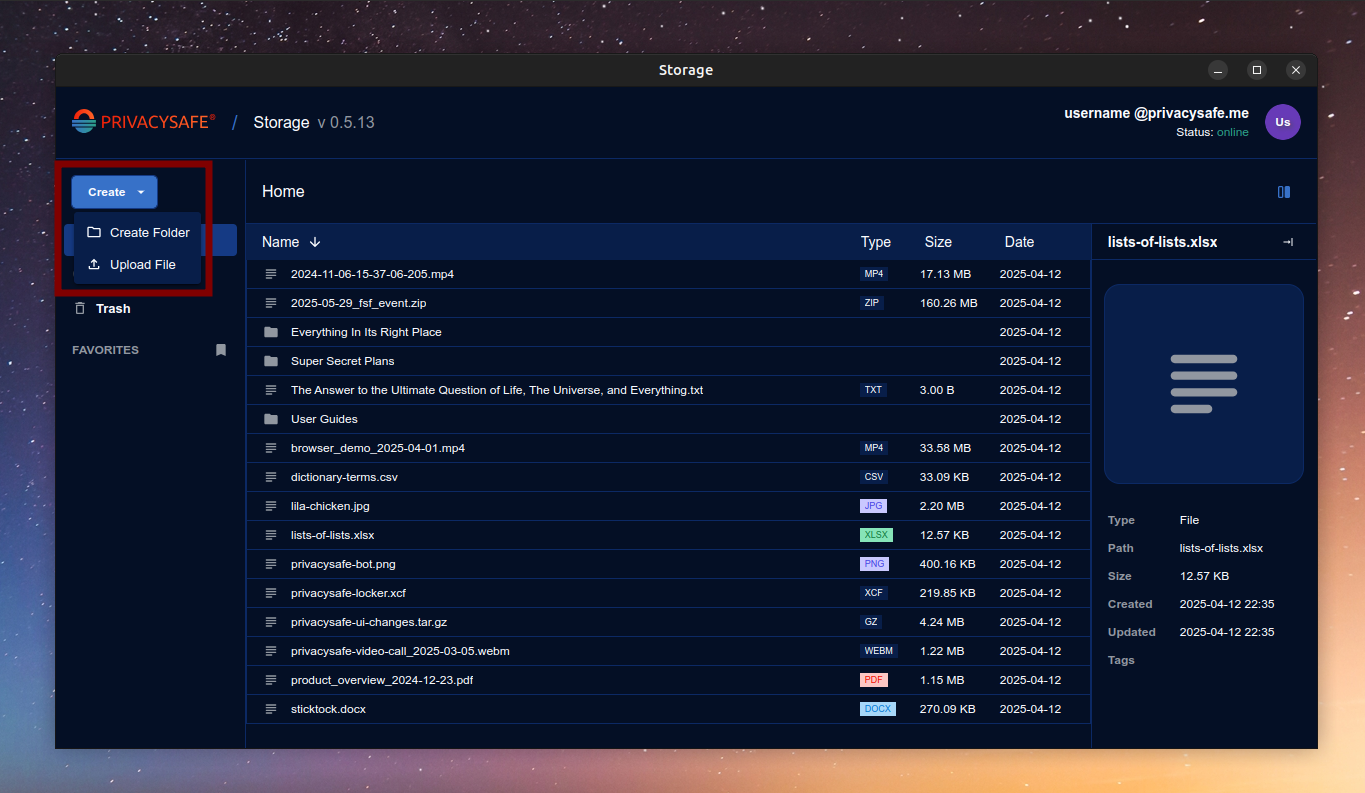 Storage
PRIVACYSAFE® / Storage v 0.5.13
username @privacysafe.me
Status: online
Us
Create
Create Folder
Upload File
Trash
FAVORITES
Home
Name Type Size Date
2024-11-06-15-37-06-205.mp4 MP4 17.13 MB 2025-04-12
2025-05-29_fsf_event.zip ZIP 160.26 MB 2025-04-12
Everything In Its Right Place 2025-04-12
Super Secret Plans 2025-04-12
The Answer to the Ultimate Question of Life, The Universe, and Everything.txt TXT 3.00 B 2025-04-12
User Guides 2025-04-12
browser_demo_2025-04-01.mp4 MP4 33.58 MB 2025-04-12
dictionary-terms.csv CSV 33.09 KB 2025-04-12
lila-chicken.jpg JPG 2.20 MB 2025-04-12
lists-of-lists.xlsx XLSX 12.57 KB 2025-04-12
privacysafe-bot.png PNG 400.16 KB 2025-04-12
privacysafe-locker.xcf XCF 219.85 KB 2025-04-12
privacysafe-ui-changes.tar.gz GZ 4.24 MB 2025-04-12
privacysafe-video-call_2025-03-05.webm WEBM 1.22 MB 2025-04-12
product_overview_2024-12-23.pdf PDF 1.15 MB 2025-04-12
sticktock.docx DOCX 270.09 KB 2025-04-12
lists-of-lists.xlsx
Type File
Path lists-of-lists.xlsx
Size 12.57 KB
Created 2025-04-12 22:35
Updated 2025-04-12 22:35
Tags